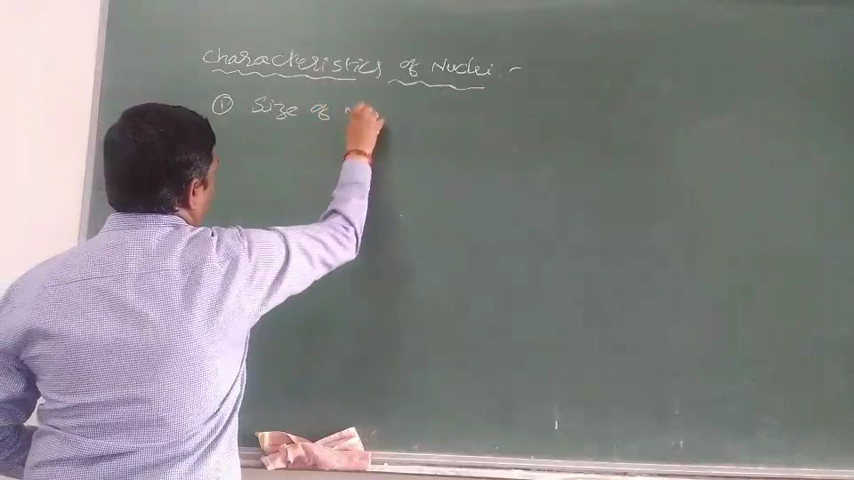 Characteristics of Nuclei :-
① Size of